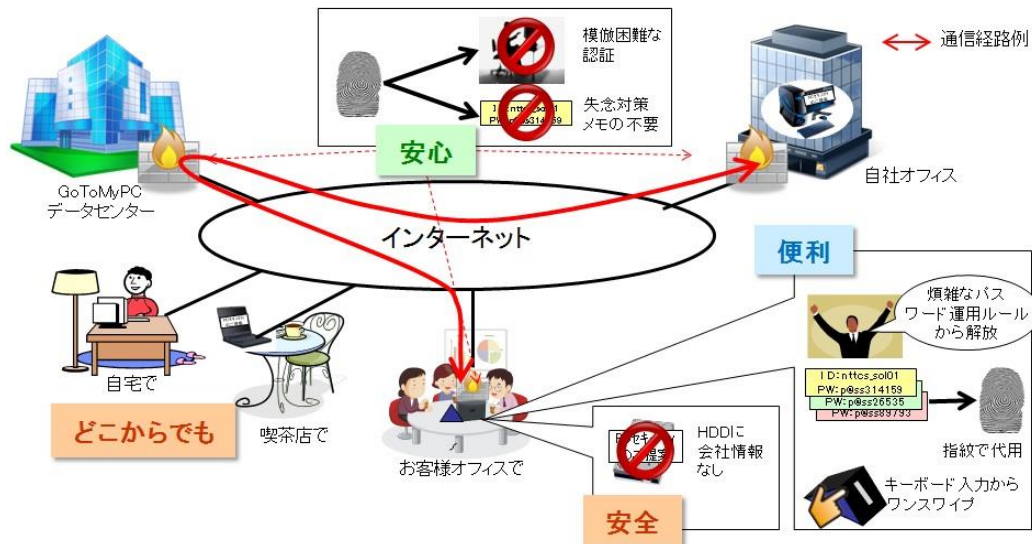 模倣困難な
認証
ID:nttcs_sol01
PW:p@ss314159
失念対策
メモの不要
安心
通信経路例
GoToMyPC
データセンター
自社オフィス
インターネット
便利
煩雑なパス
ワード運用ルール
から解放
自宅で
喫茶店で
どこからでも
お客様オフィスで
ID:nttcs_sol01
PW:p@ss314159
PW:p@ss26535
PW:p@ss89793
指紋で代用
HDDに
会社情報
なし
安全
キーボード入力から
ワンスワイプ